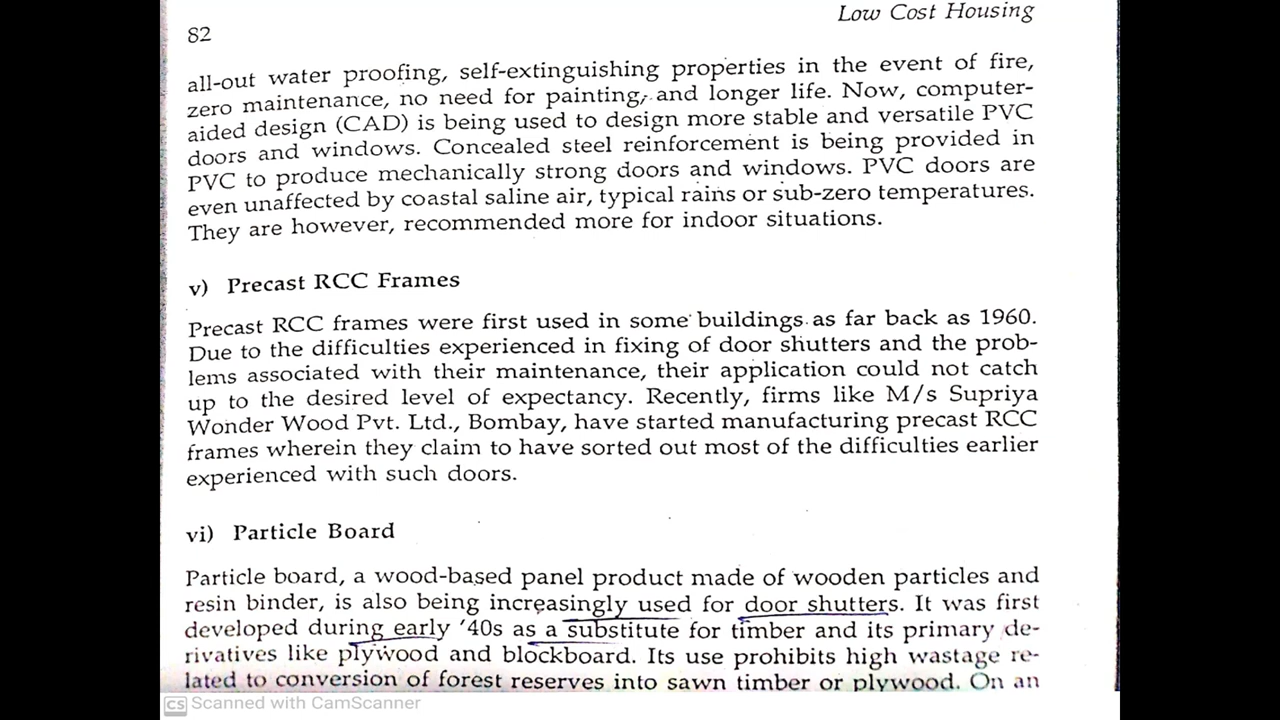 Low Cost Housing
82
all-out water proofing, self-extinguishing properties in the event of fire,
zero maintenance, no need for painting, and longer life. Now, computer-
aided design (CAD) is being used to design more stable and versatile PVC
doors and windows. Concealed steel reinforcement is being provided in
PVC to produce mechanically strong doors and windows. PVC doors are
even unaffected by coastal saline air, typical rains or sub-zero temperatures.
They are however, recommended more for indoor situations.
v) Precast RCC Frames
Precast RCC frames were first used in some buildings as far back as 1960.
Due to the difficulties experienced in fixing of door shutters and the prob-
lems associated with their maintenance, their application could not catch
up to the desired level of expectancy. Recently, firms like M/s Supriya
Wonder Wood Pvt. Ltd., Bombay, have started manufacturing precast RCC
frames wherein they claim to have sorted out most of the difficulties earlier
experienced with such doors.
vi) Particle Board
Particle board, a wood-based panel product made of wooden particles and
resin binder, is also being increasingly used for door shutters. It was first
developed during early '40s as a substitute for timber and its primary de-
rivatives like plywood and blockboard. Its use prohibits high wastage re-
lated to conversion of forest reserves into sawn timber or plywood. On an
CS Scanned with CamScanner